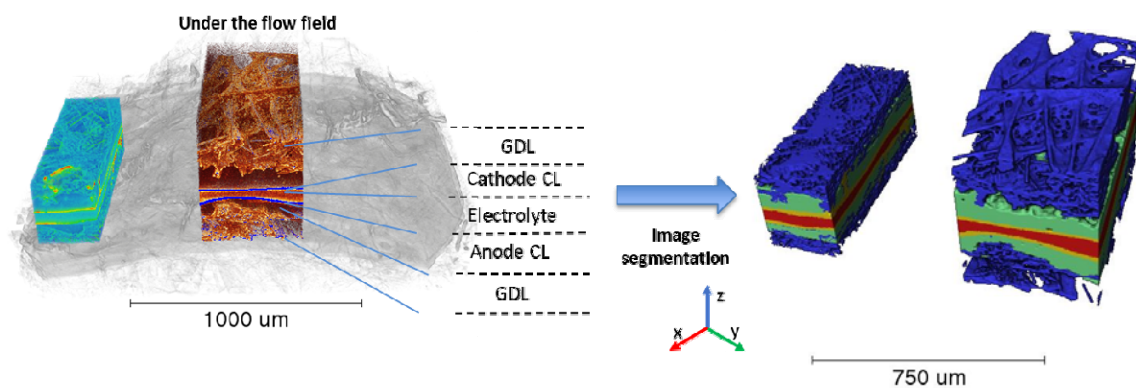 Under the flow field
GDL
Cathode CL
Electrolyte
Anode CL
GDL
1000 um
Image
segmentation
z
x
y
750 um